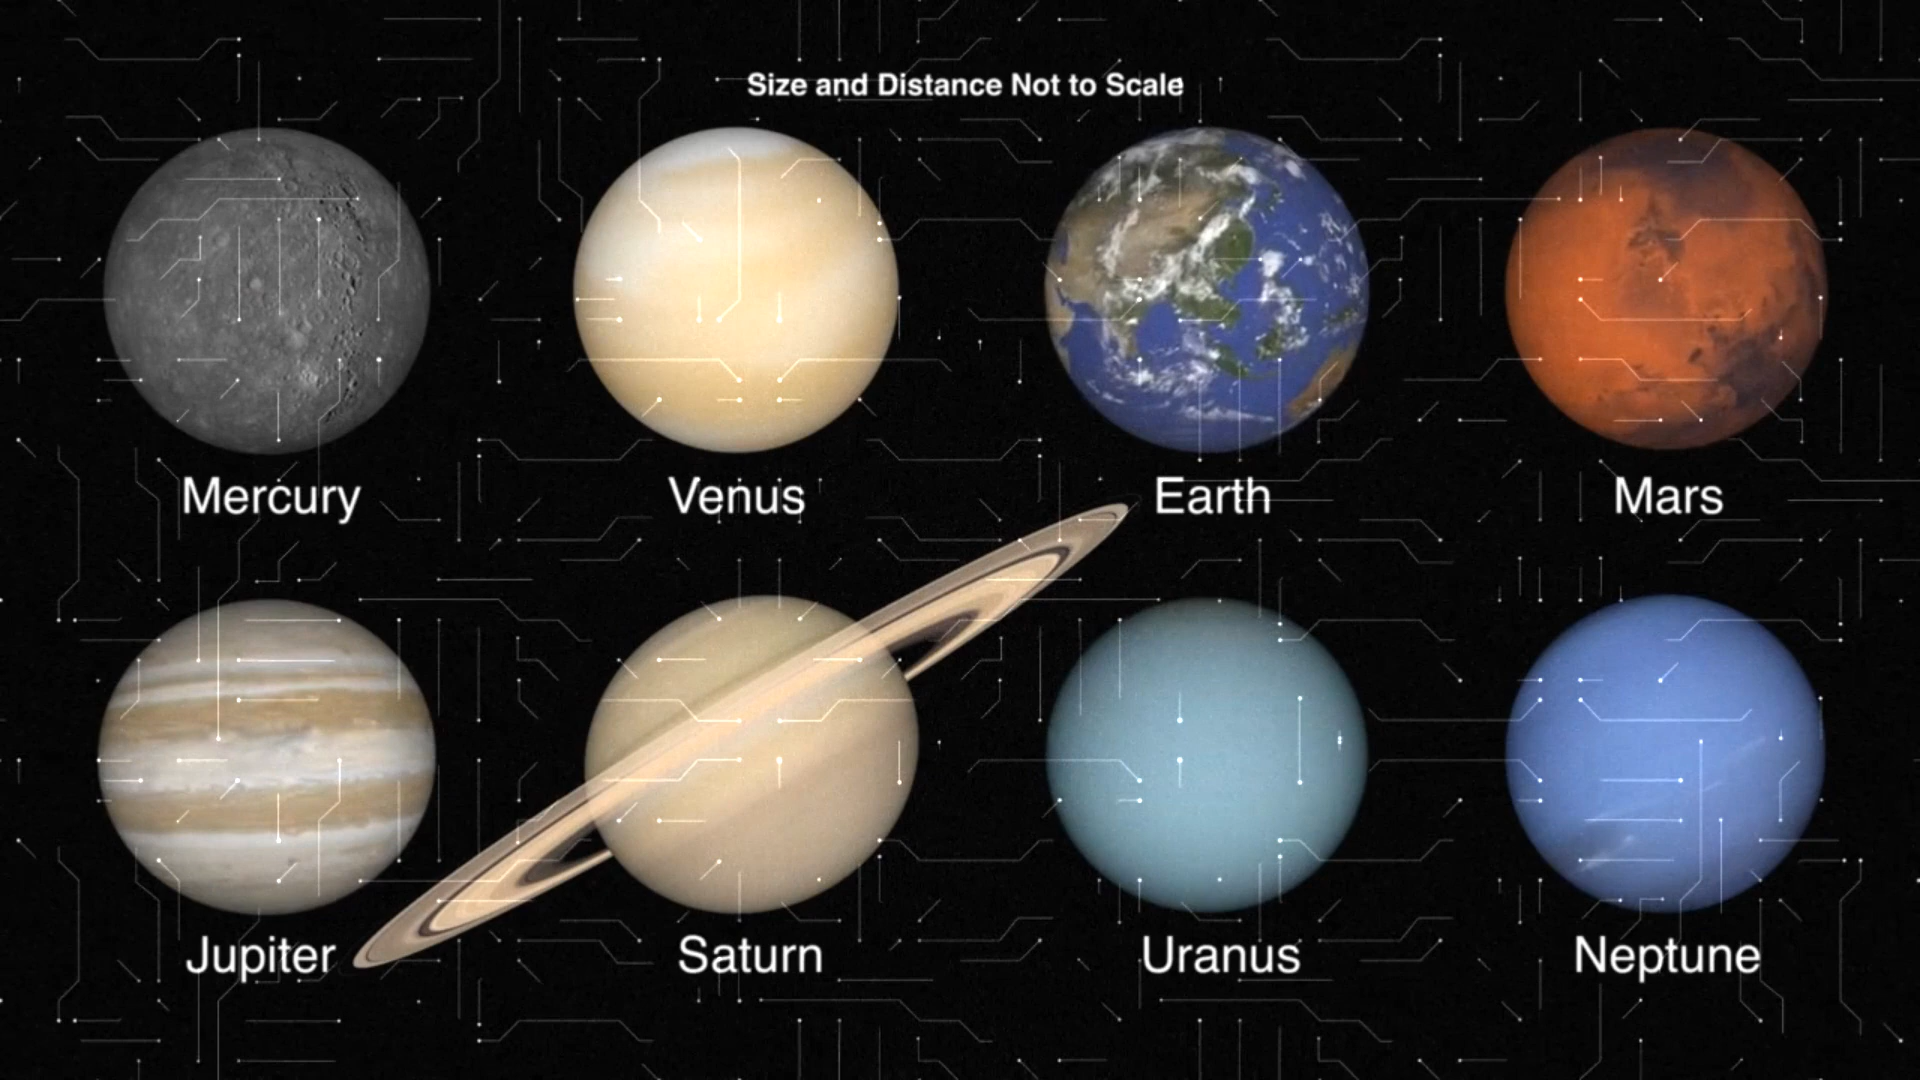 Size and Distance Not to Scale
Mercury
Venus
Earth
Mars
Jupiter
Saturn
Uranus
Neptune